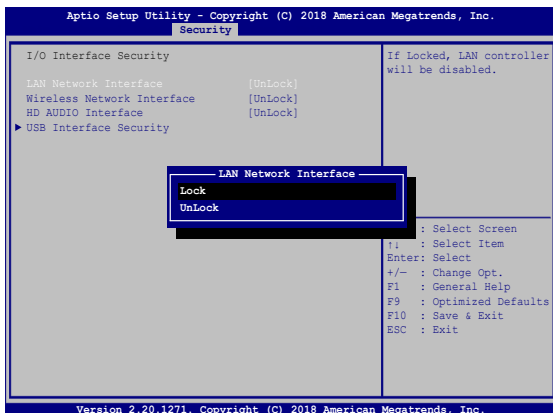 Aptio Setup Utility - Copyright (C) 2018 American Megatrends, Inc.
Security
I/O Interface Security
LAN Network Interface [UnLock]
Wireless Network Interface [UnLock]
HD AUDIO Interface [UnLock]
USB Interface Security
If Locked, LAN controller
will be disabled.
LAN Network Interface
Lock
UnLock
: Select Screen
↑↓ : Select Item
Enter: Select
+/— : Change Opt.
F1 : General Help
F9 : Optimized Defaults
F10 : Save & Exit
ESC : Exit
Version 2.20.1271. Copyright (C) 2018 American Megatrends, Inc.